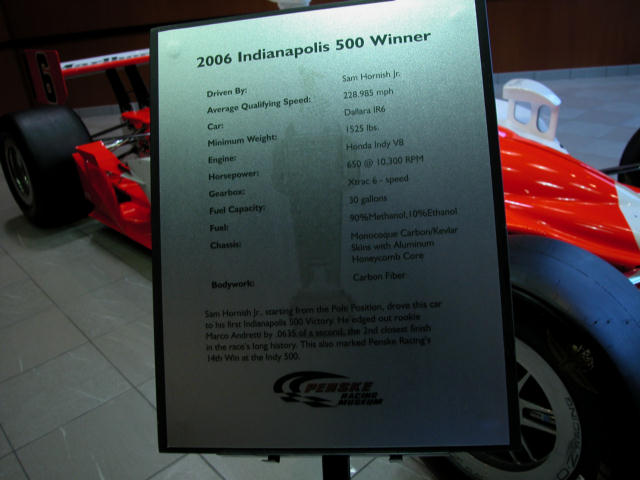 2006 Indianapolis 500 Winner
Driven By: Sam Hornish Jr.
Average Qualifying Speed: 228.985 mph
Car: Dallara IR6
Minimum Weight: 1525 lbs.
Engine: Honda Indy V8
Horsepower: 650 @ 10,300 RPM
Gearbox: Xtrac 6 - speed
Fuel Capacity: 30 gallons
Fuel: 90%Methanol,10%Ethanol
Chassis: Monocoque Carbon/Kevlar
Skins with Aluminum
Honeycomb Core
Bodywork: Carbon Fiber
Sam Hornish Jr., starting from the Pole Position, drove this car
to his first Indianapolis 500 Victory. He edged out rookie
Marco Andretti by .0635 of a second, the 2nd closest finish
in the race's long history. This also marked Penske Racing's
14th Win at the Indy 500.
PENSKE
RACING
MUSEUM
6